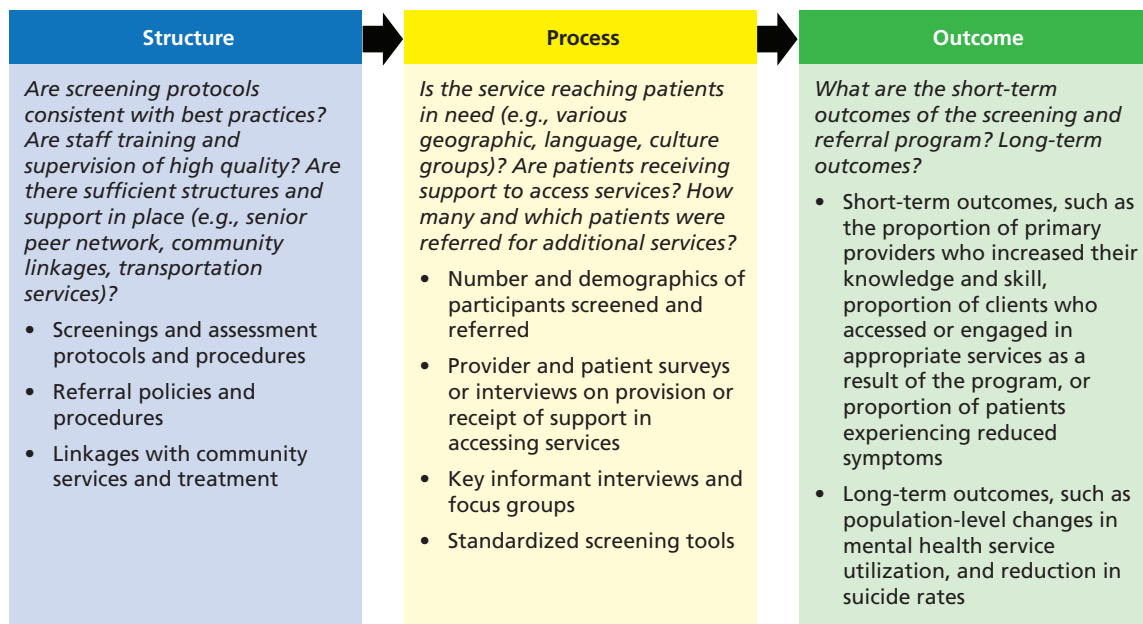 Structure
Are screening protocols
consistent with best practices?
Are staff training and
supervision of high quality? Are
there sufficient structures and
support in place (e.g., senior
peer network, community
linkages, transportation
services)?
• Screenings and assessment
protocols and procedures
• Referral policies and
procedures
• Linkages with community
services and treatment
Process
Is the service reaching patients
in need (e.g., various
geographic, language, culture
groups)? Are patients receiving
support to access services? How
many and which patients were
referred for additional services?
• Number and demographics of
participants screened and
referred
• Provider and patient surveys
or interviews on provision or
receipt of support in
accessing services
• Key informant interviews and
focus groups
• Standardized screening tools
Outcome
What are the short-term
outcomes of the screening and
referral program? Long-term
outcomes?
• Short-term outcomes, such as
the proportion of primary
providers who increased their
knowledge and skill,
proportion of clients who
accessed or engaged in
appropriate services as a
result of the program, or
proportion of patients
experiencing reduced
symptoms
• Long-term outcomes, such as
population-level changes in
mental health service
utilization, and reduction in
suicide rates